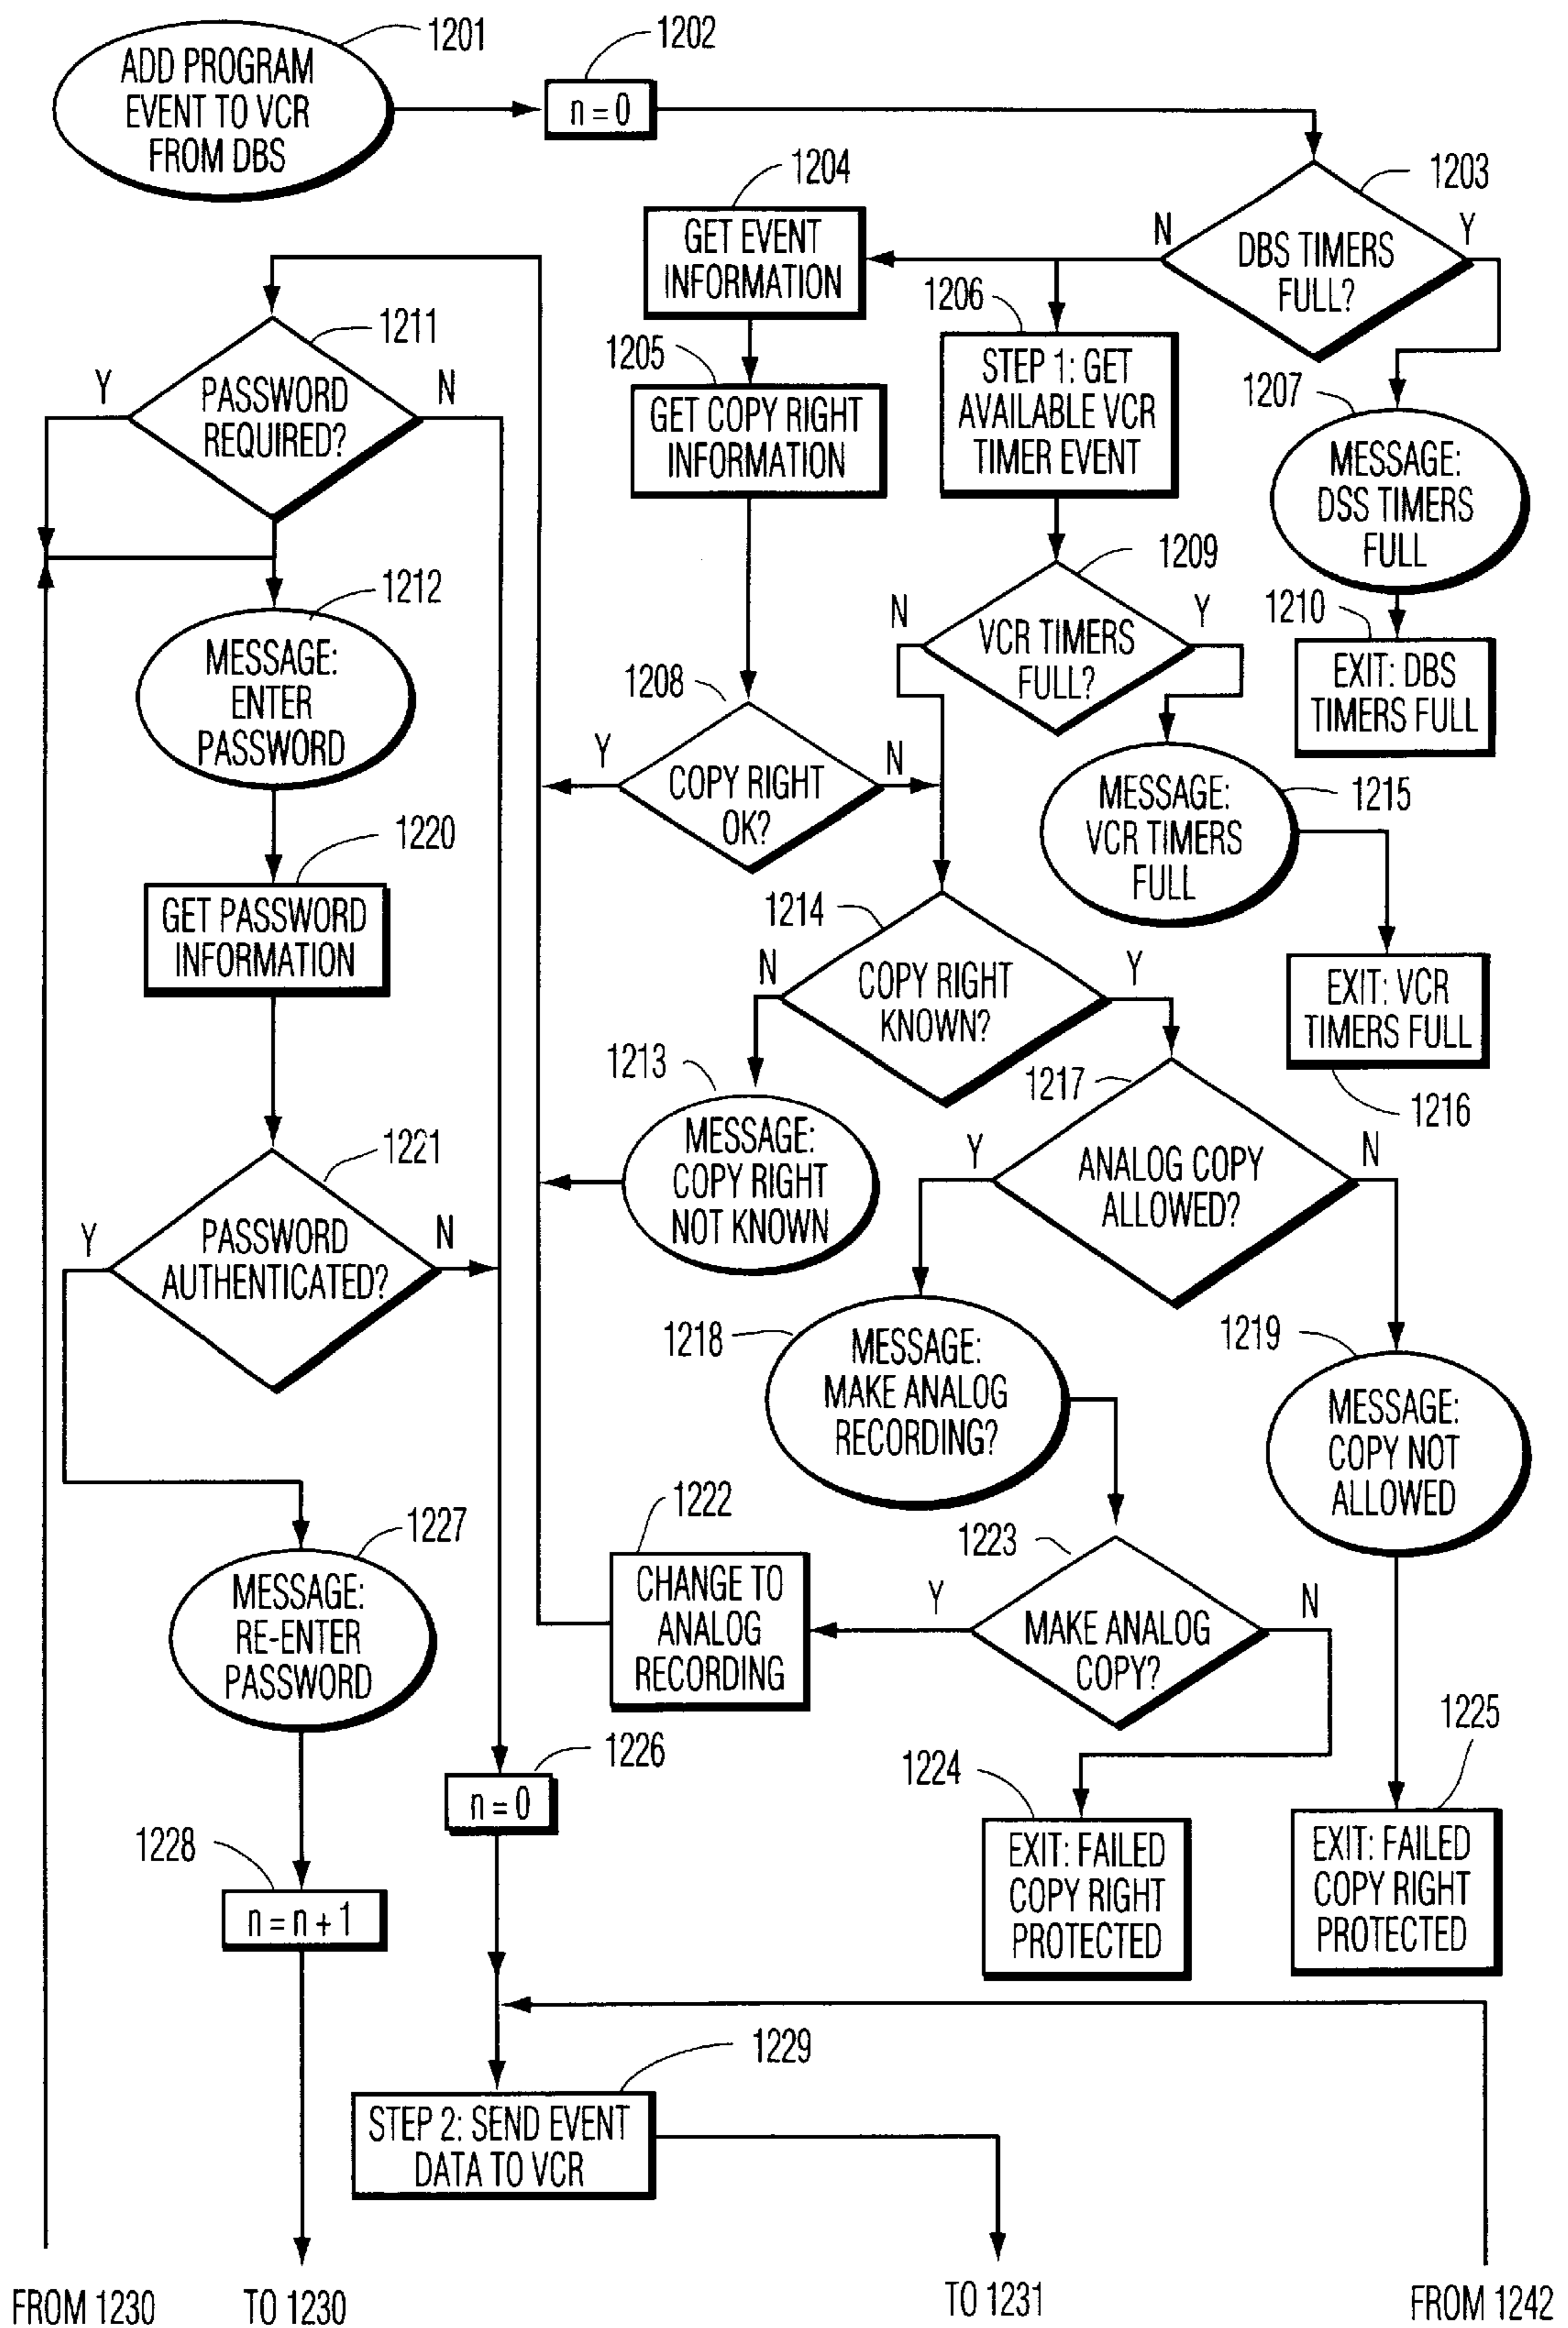 1201
ADD PROGRAM
EVENT TO VCR
FROM DBS
1202
n = 0
1203
DBS TIMERS
FULL?
N
Y
1204
GET EVENT
INFORMATION
1205
GET COPY RIGHT
INFORMATION
1206
STEP 1: GET
AVAILABLE VCR
TIMER EVENT
1207
MESSAGE:
DSS TIMERS
FULL
1211
PASSWORD
REQUIRED?
Y
N
1209
VCR TIMERS
FULL?
N
Y
1210
EXIT: DBS
TIMERS FULL
1212
MESSAGE:
ENTER
PASSWORD
1208
COPY RIGHT
OK?
Y
N
1215
MESSAGE:
VCR TIMERS
FULL
1220
GET PASSWORD
INFORMATION
1214
COPY RIGHT
KNOWN?
N
Y
EXIT: VCR
TIMERS FULL
1216
1213
MESSAGE:
COPY RIGHT
NOT KNOWN
1217
ANALOG COPY
ALLOWED?
Y
N
1221
PASSWORD
AUTHENTICATED?
Y
N
1218
MESSAGE:
MAKE ANALOG
RECORDING?
1219
MESSAGE:
COPY NOT
ALLOWED
1222
CHANGE TO
ANALOG
RECORDING
1223
MAKE ANALOG
COPY?
Y
N
1227
MESSAGE:
RE-ENTER
PASSWORD
1226
n = 0
1224
EXIT: FAILED
COPY RIGHT
PROTECTED
1225
EXIT: FAILED
COPY RIGHT
PROTECTED
1228
n = n + 1
1229
STEP 2: SEND EVENT
DATA TO VCR
FROM 1230
TO 1230
TO 1231
FROM 1242